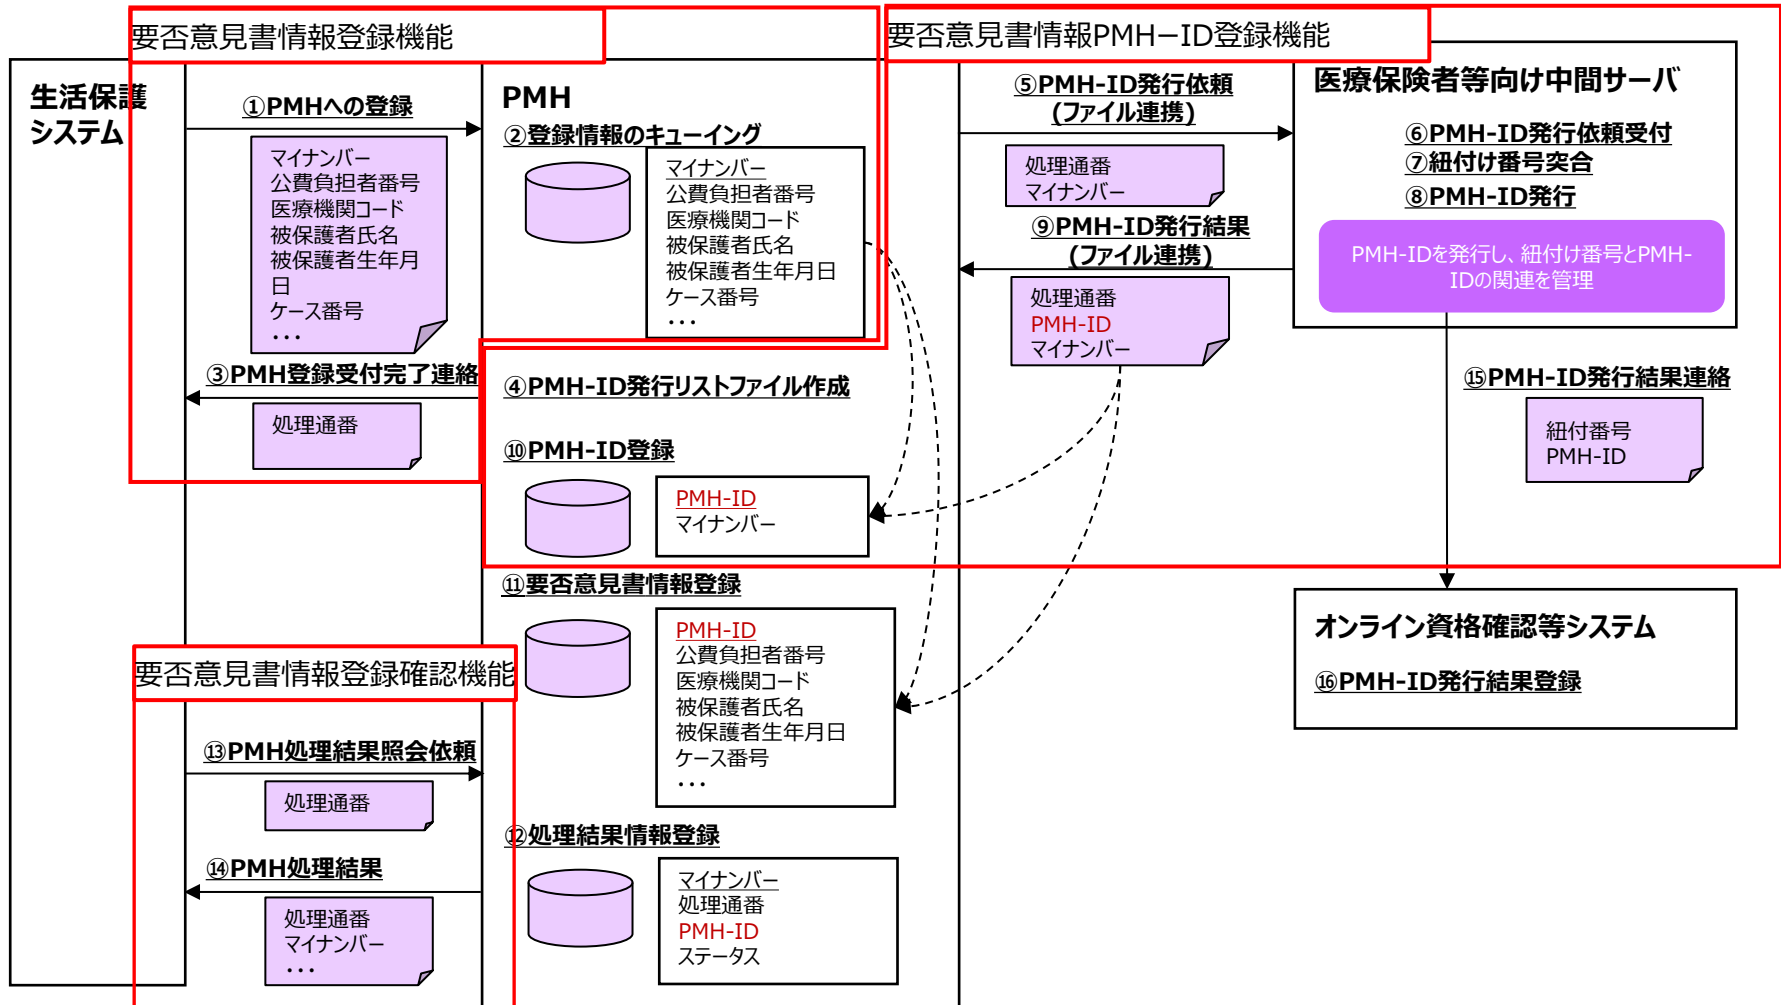 要否意見書情報登録機能
要否意見書情報PMH－ID登録機能
生活保護
システム
①PMHへの登録
マイナンバー
公費負担者番号
医療機関コード
被保護者氏名
被保護者生年月
日
ケース番号
・・・
③PMH登録受付完了連絡
処理通番
PMH
②登録情報のキューイング
マイナンバー
公費負担者番号
医療機関コード
被保護者氏名
被保護者生年月日
ケース番号
・・・
④PMH-ID発行リストファイル作成
⑩PMH-ID登録
PMH-ID
マイナンバー
⑤PMH-ID発行依頼
(ファイル連携)
処理通番
マイナンバー
⑨PMH-ID発行結果
(ファイル連携)
処理通番
PMH-ID
マイナンバー
医療保険者等向け中間サーバ
⑥PMH-ID発行依頼受付
⑦紐付け番号突合
⑧PMH-ID発行
PMH-IDを発行し、紐付け番号とPMH-
IDの関連を管理
⑮PMH-ID発行結果連絡
紐付番号
PMH-ID
⑪要否意見書情報登録
PMH-ID
公費負担者番号
医療機関コード
被保護者氏名
被保護者生年月日
ケース番号
・・・
オンライン資格確認等システム
⑯PMH-ID発行結果登録
要否意見書情報登録確認機能
⑬PMH処理結果照会依頼
処理通番
⑭PMH処理結果
処理通番
マイナンバー
・・・
⑫処理結果情報登録
マイナンバー
処理通番
PMH-ID
ステータス